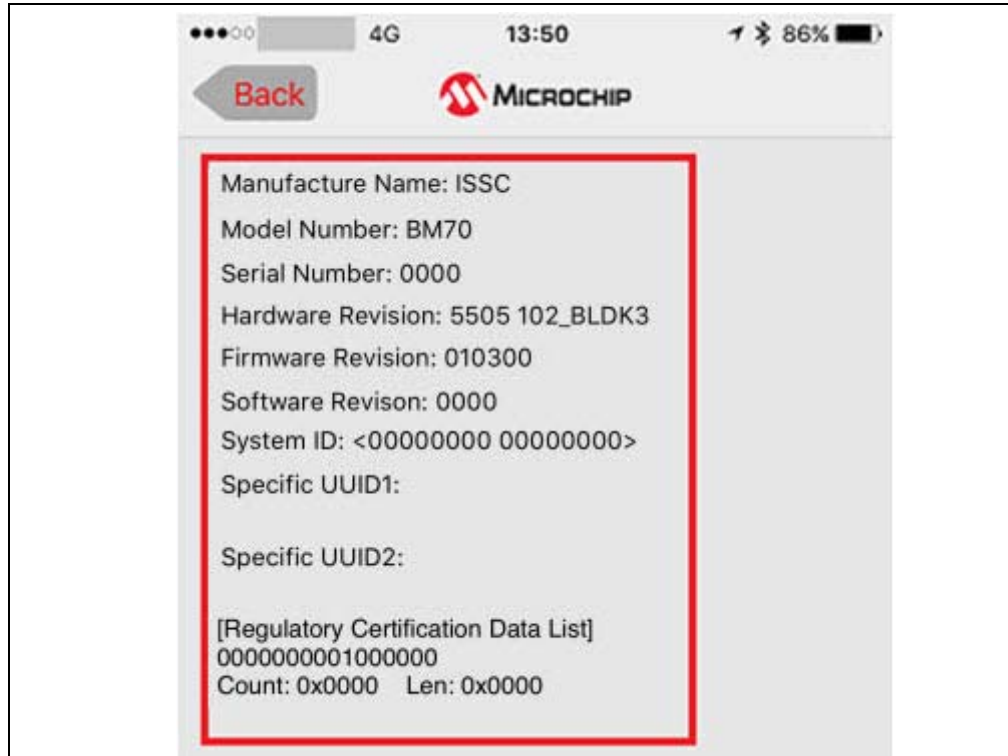 4G 13:50 86%
Back MICROCHIP
Manufacture Name: ISSC
Model Number: BM70
Serial Number: 0000
Hardware Revision: 5505 102_BLDK3
Firmware Revision: 010300
Software Revison: 0000
System ID: <00000000 00000000>
Specific UUID1:
Specific UUID2:
[Regulatory Certification Data List]
0000000001000000
Count: 0x0000 Len: 0x0000